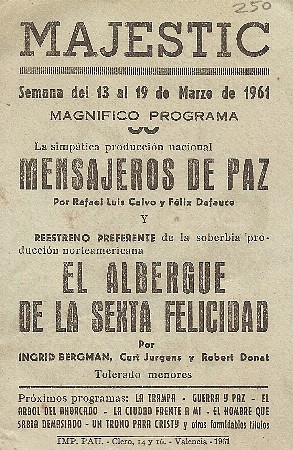 250
MAJESTIC
Semana del 13 al 19 de Marzo de 1961
MAGNIFICO PROGRAMA
La simpática producción nacional
MENSAJEROS DE PAZ
Por Rafael Luis Calvo y Félix Dafauce
Y
REESTRENO PREFERENTE de la soberbia pro-
ducción norteamericana
EL ALBERGUE
DE LA SEXTA FELICIDAD
Por
INGRID BERGMAN, Curt Jurgens y Robert Donat
Tolerado menores
Próximos programas: LA TRAMPA - GUERRA Y PAZ - EL
ARBOL DEL AHORCADO - LA CIUDAD FRENTE A MI - EL HOMBRE QUE
SABIA DEMASIADO - UN TRONO PARA CRISTY y otros formidables títulos
IMP. PAU. - Clero, 14 y 16. - Valencia - 1961